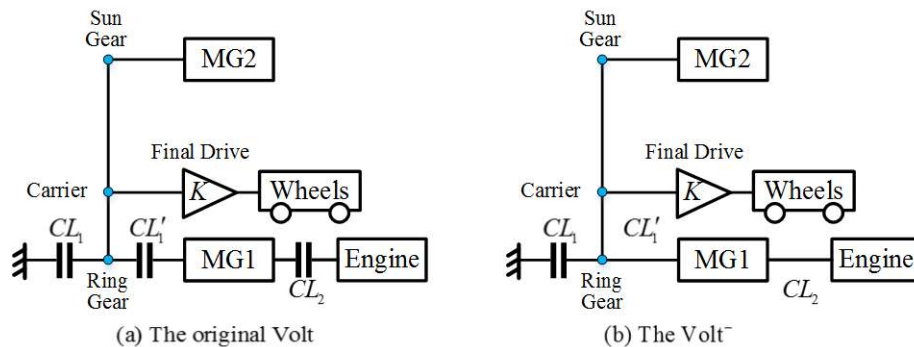 Sun
Gear
MG2
Final Drive
Carrier
K
Wheels
CL₁
CL₁′
MG1
Engine
Ring
Gear
CL₂
(a) The original Volt
Sun
Gear
MG2
Final Drive
Carrier
K
Wheels
CL₁
CL₁′
MG1
Engine
Ring
Gear
CL₂
(b) The Volt⁻